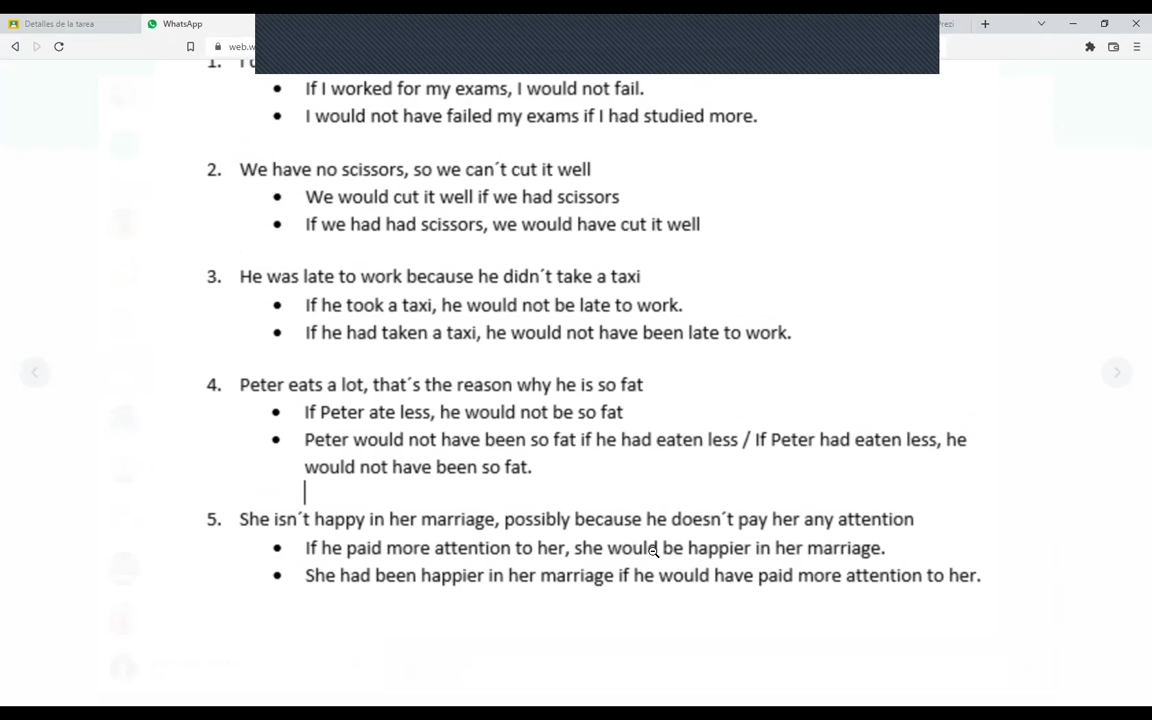 Detalles de la tarea
WhatsApp
rezi
web.w
1. I
• If I worked for my exams, I would not fail.
• I would not have failed my exams if I had studied more.
2. We have no scissors, so we can´t cut it well
• We would cut it well if we had scissors
• If we had had scissors, we would have cut it well
3. He was late to work because he didn´t take a taxi
• If he took a taxi, he would not be late to work.
• If he had taken a taxi, he would not have been late to work.
4. Peter eats a lot, that´s the reason why he is so fat
• If Peter ate less, he would not be so fat
• Peter would not have been so fat if he had eaten less / If Peter had eaten less, he
would not have been so fat.
5. She isn´t happy in her marriage, possibly because he doesn´t pay her any attention
• If he paid more attention to her, she would be happier in her marriage.
• She had been happier in her marriage if he would have paid more attention to her.